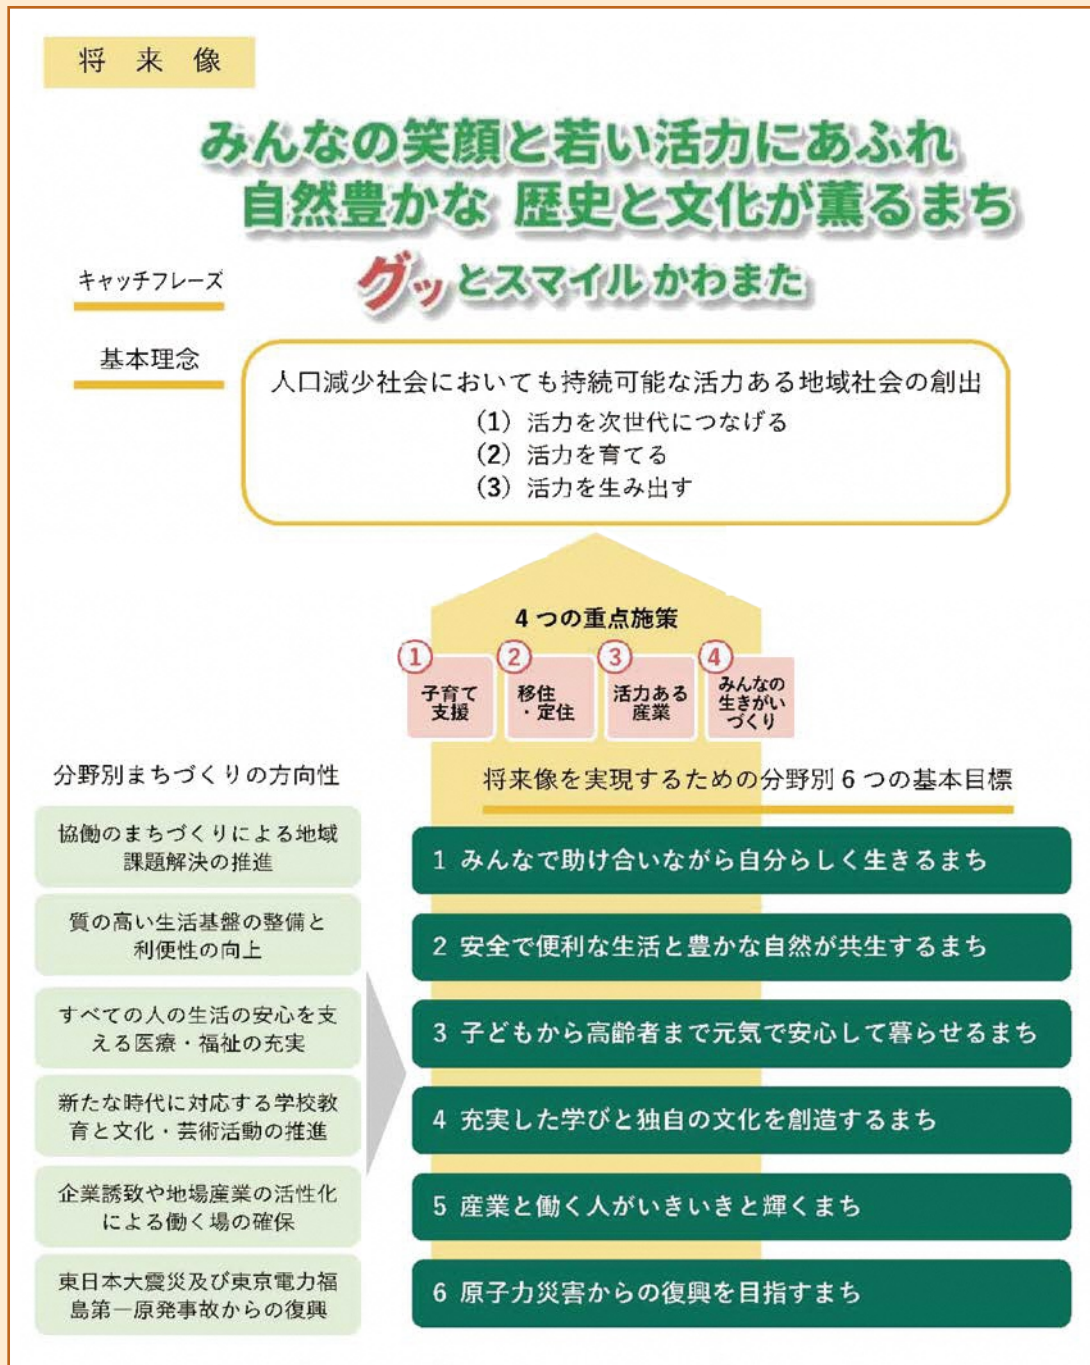 将来像
みんなの笑顔と若い活力にあふれ
自然豊かな 歴史と文化が薫るまち
キャッチフレーズ
グッとスマイル かわまた
基本理念
人口減少社会においても持続可能な活力ある地域社会の創出
（1）活力を次世代につなげる
（2）活力を育てる
（3）活力を生み出す
4つの重点施策
①
子育て
支援
②
移住
・定住
③
活力ある
産業
④
みんなの
生きがい
づくり
分野別まちづくりの方向性
協働のまちづくりによる地域
課題解決の推進
質の高い生活基盤の整備と
利便性の向上
すべての人の生活の安心を支
える医療・福祉の充実
新たな時代に対応する学校教
育と文化・芸術活動の推進
企業誘致や地場産業の活性化
による働く場の確保
東日本大震災及び東京電力福
島第一原発事故からの復興
将来像を実現するための分野別6つの基本目標
1 みんなで助け合いながら自分らしく生きるまち
2 安全で便利な生活と豊かな自然が共生するまち
3 子どもから高齢者まで元気で安心して暮らせるまち
4 充実した学びと独自の文化を創造するまち
5 産業と働く人がいきいきと輝くまち
6 原子力災害からの復興を目指すまち